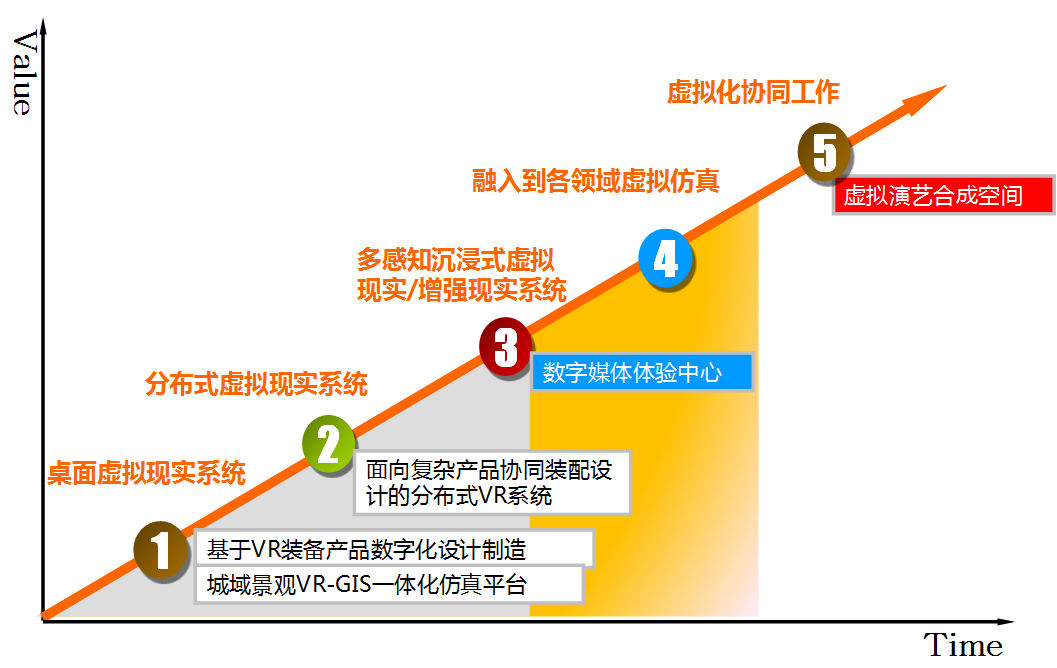 Value
虚拟化协同工作
5
虚拟演艺合成空间
融入到各领域虚拟仿真
4
多感知沉浸式虚拟
现实/增强现实系统
3
数字媒体体验中心
分布式虚拟现实系统
2
面向复杂产品协同装配设
计的分布式VR系统
桌面虚拟现实系统
1
基于VR装备产品数字化设计制造
城域景观VR-GIS一体化仿真平台
Time